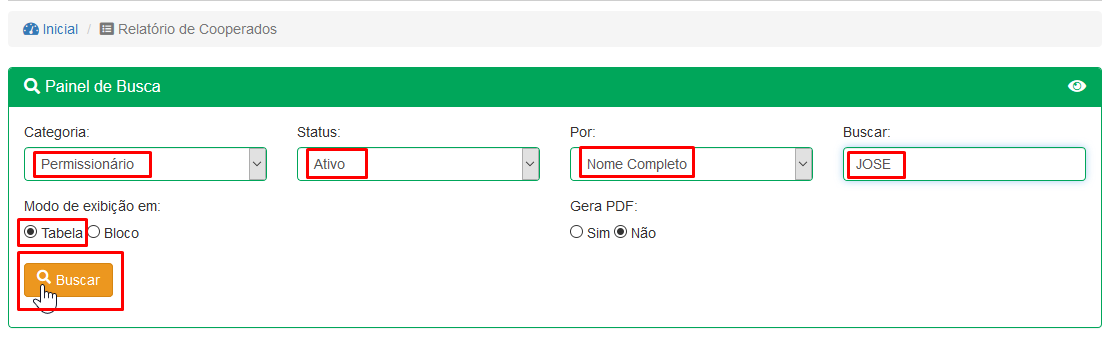 Inicial / Relatório de Cooperados
Painel de Busca
Categoria: Status: Por: Buscar:
Permissionário Ativo Nome Completo JOSE
Modo de exibição em: Gera PDF:
Tabela Bloco Sim Não
Buscar